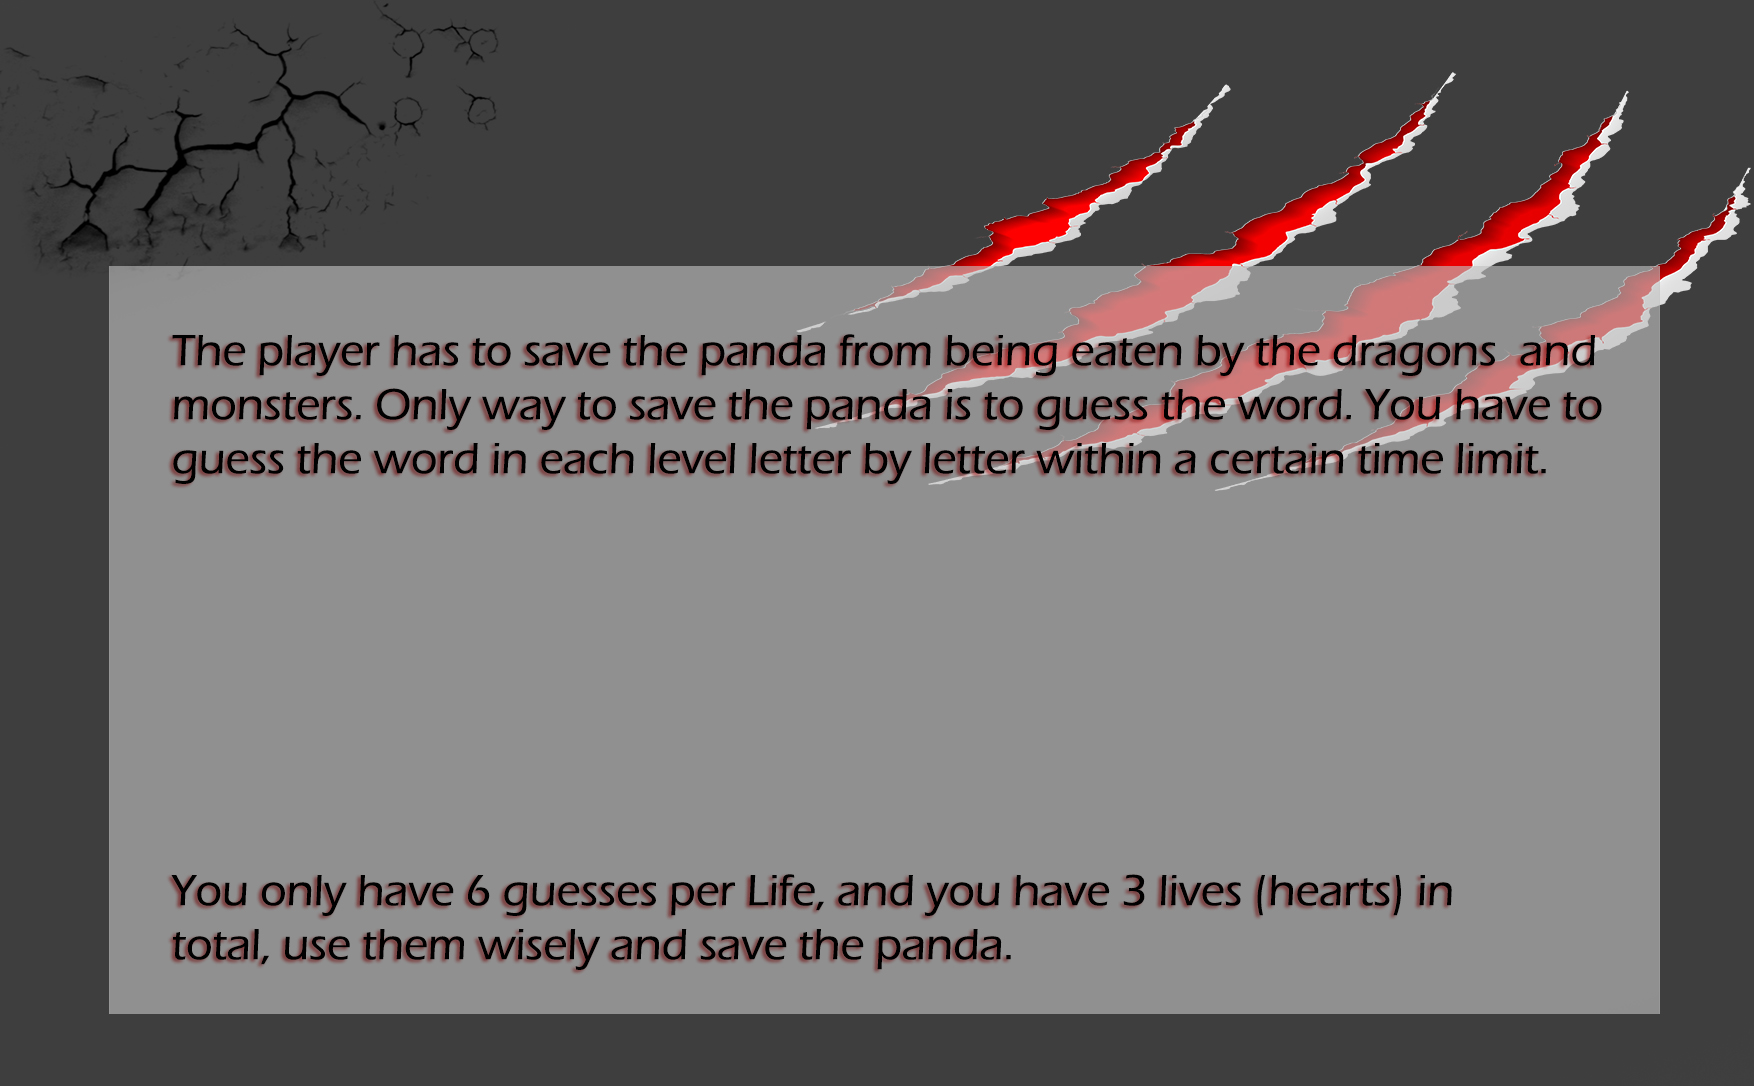 The player has to save the panda from being eaten by the dragons  and
monsters. Only way to save the panda is to guess the word. You have to
guess the word in each level letter by letter within a certain time limit.
You only have 6 guesses per Life, and you have 3 lives (hearts) in
total, use them wisely and save the panda.